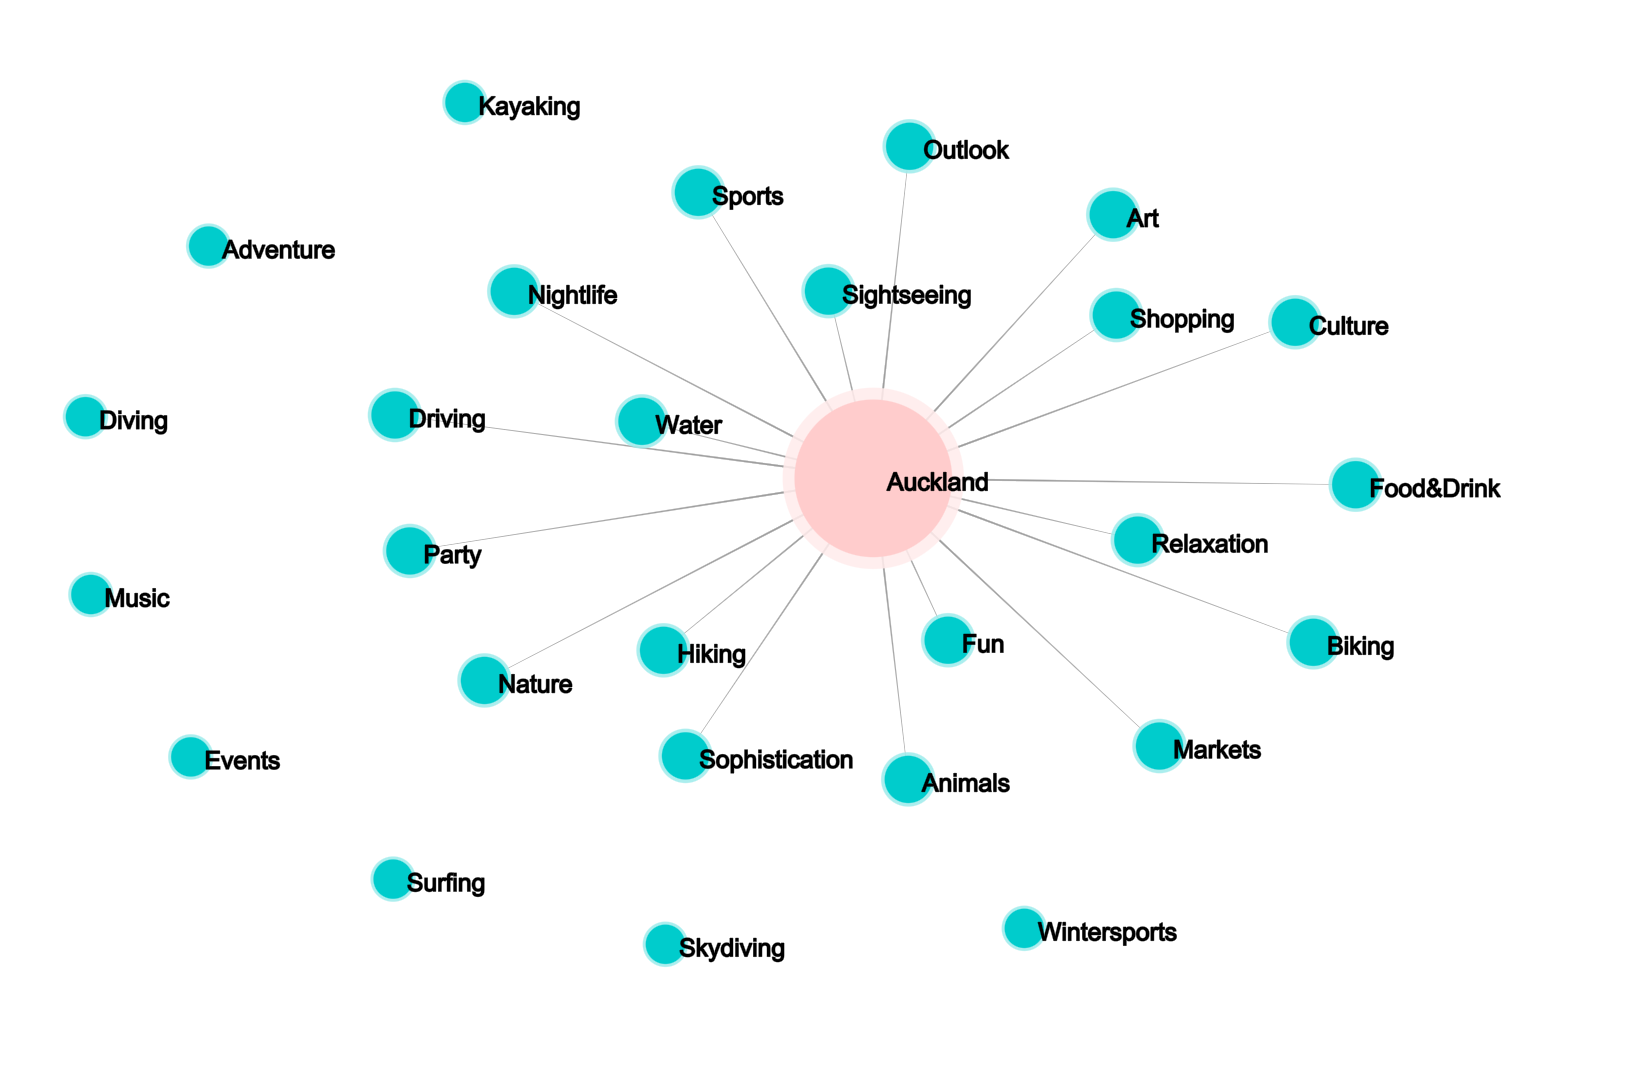 Kayaking
Outlook
Sports
Art
Adventure
Nightlife
Sightseeing
Shopping
Culture
Diving
Driving
Water
Auckland
Food&Drink
Relaxation
Party
Music
Fun
Biking
Hiking
Nature
Markets
Events
Sophistication
Animals
Surfing
Wintersports
Skydiving